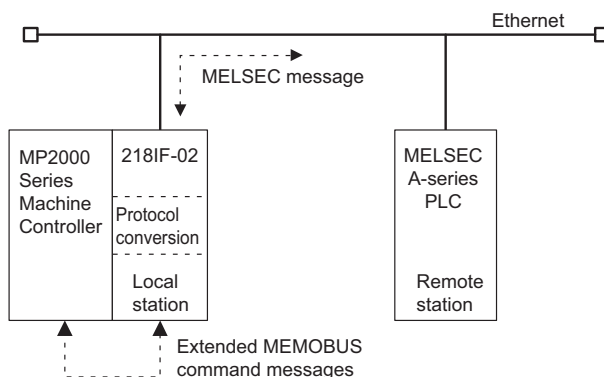 Ethernet
MELSEC message
MP2000
Series
Machine
Controller
218IF-02
Protocol
conversion
Local
station
MELSEC
A-series
PLC
Remote
station
Extended MEMOBUS
command messages